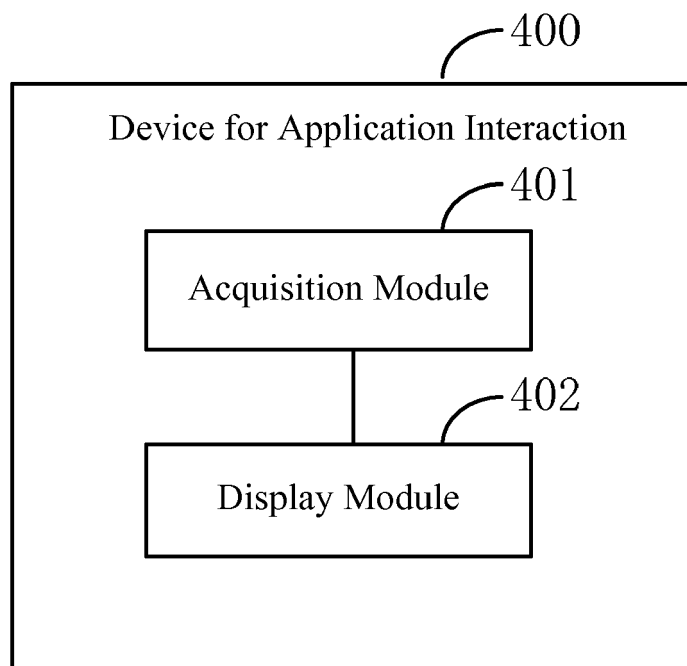 400
Device for Application Interaction
401
Acquisition Module
402
Display Module